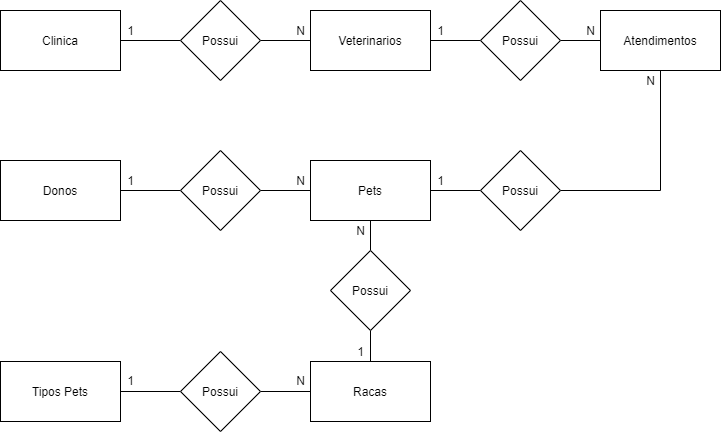 Clinica
1
Possui
N
Veterinarios
1
Possui
N
Atendimentos
N
Donos
1
Possui
N
Pets
1
Possui
N
Possui
1
Tipos Pets
1
Possui
N
Racas